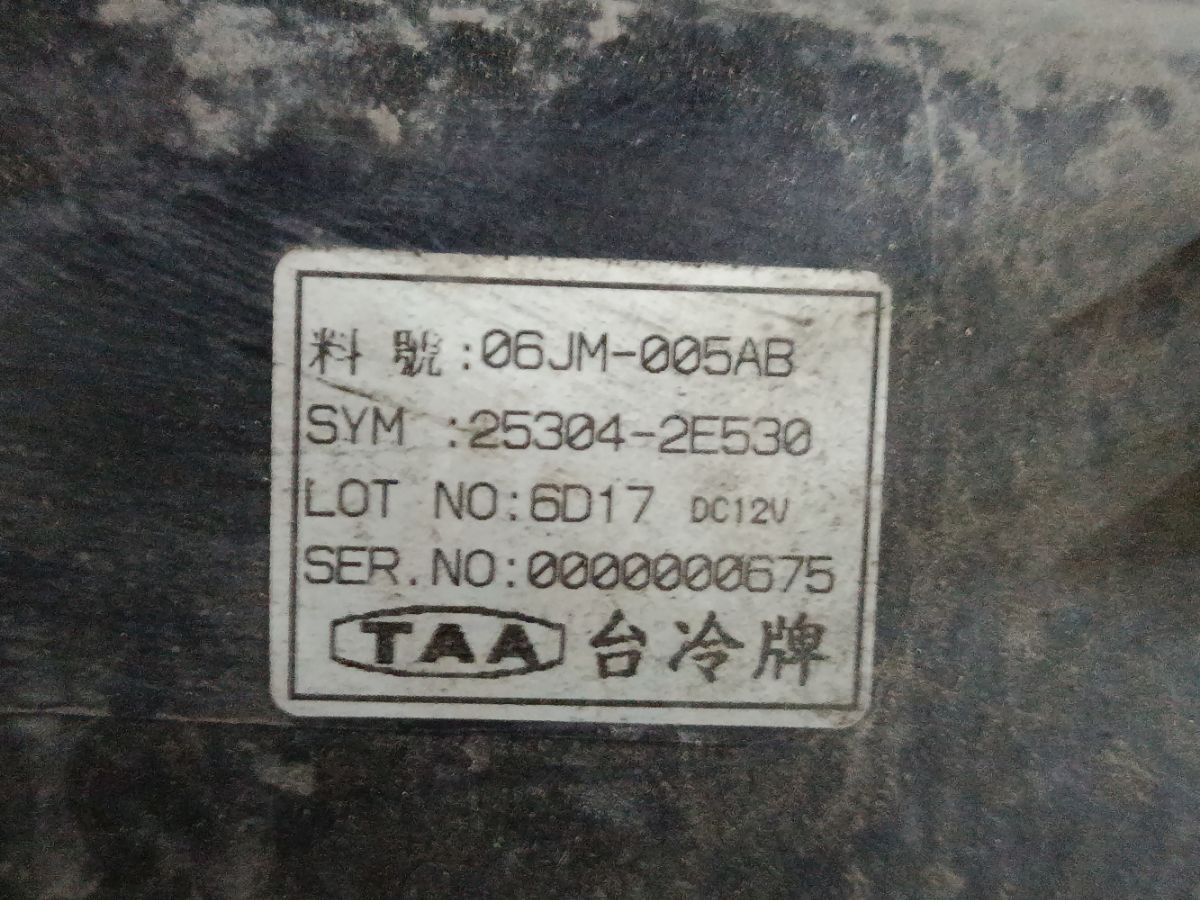 料 號:06JM-005AB
SYM :25304-2E530
LOT NO:6D17 DC12V
SER.NO:0000000675
TAA 台冷牌